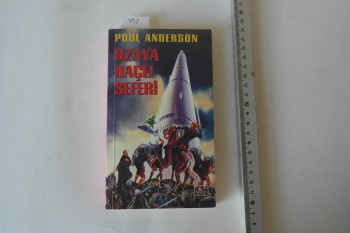 POUL ANDERSON
UZAYA
HAÇLI
SEFERİ